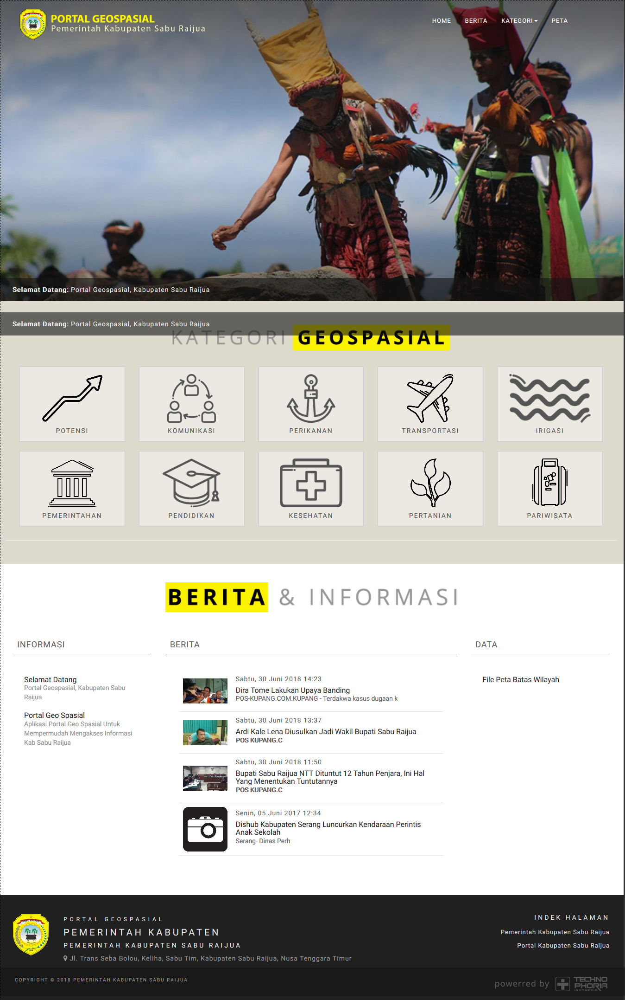 PORTAL GEOSPASIAL
Pemerintah Kabupaten Sabu Raijua
HOME
BERITA
KATEGORI
PETA
Selamat Datang: Portal Geospasial, Kabupaten Sabu Raijua
Selamat Datang: Portal Geospasial, Kabupaten Sabu Raijua
KATEGORI GEOSPASIAL
POTENSI
KOMUNIKASI
PERIKANAN
TRANSPORTASI
IRIGASI
PEMERINTAHAN
PENDIDIKAN
KESEHATAN
PERTANIAN
PARIWISATA
BERITA & INFORMASI
INFORMASI
Selamat Datang
Portal Geospasial, Kabupaten Sabu
Raijua
Portal Geo Spasial
Aplikasi Portal Geo Spasial Untuk
Mempermudah Mengakses Informasi
Kab Sabu Raijua
BERITA
Sabtu, 30 Juni 2018 14:23
Dira Tome Lakukan Upaya Banding
POS-KUPANG.COM.KUPANG - Terdakwa kasus dugaan k
Sabtu, 30 Juni 2018 13:37
Ardi Kale Lena Diusulkan Jadi Wakil Bupati Sabu Raijua
POS KUPANG.C
Sabtu, 30 Juni 2018 11:50
Bupati Sabu Raijua NTT Dituntut 12 Tahun Penjara, Ini Hal
Yang Menentukan Tuntutannya
POS KUPANG.C
Senin, 05 Juni 2017 12:34
Dishub Kabupaten Serang Luncurkan Kendaraan Perintis
Anak Sekolah
Serang- Dinas Perh
DATA
File Peta Batas Wilayah
SABU RAIJUA
PORTAL GEOSPASIAL
PEMERINTAH KABUPATEN
PEMERINTAH KABUPATEN SABU RAIJUA
Jl. Trans Seba Bolou, Keliha, Sabu Tim, Kabupaten Sabu Raijua, Nusa Tenggara Timur
INDEK HALAMAN
Pemerintah Kabupaten Sabu Raijua
Portal Kabupaten Sabu Raijua
COPYRIGHT © 2018 PEMERINTAH KABUPATEN SABU RAIJUA
powerred by
TECHNO
PHORIA
INDONESIA